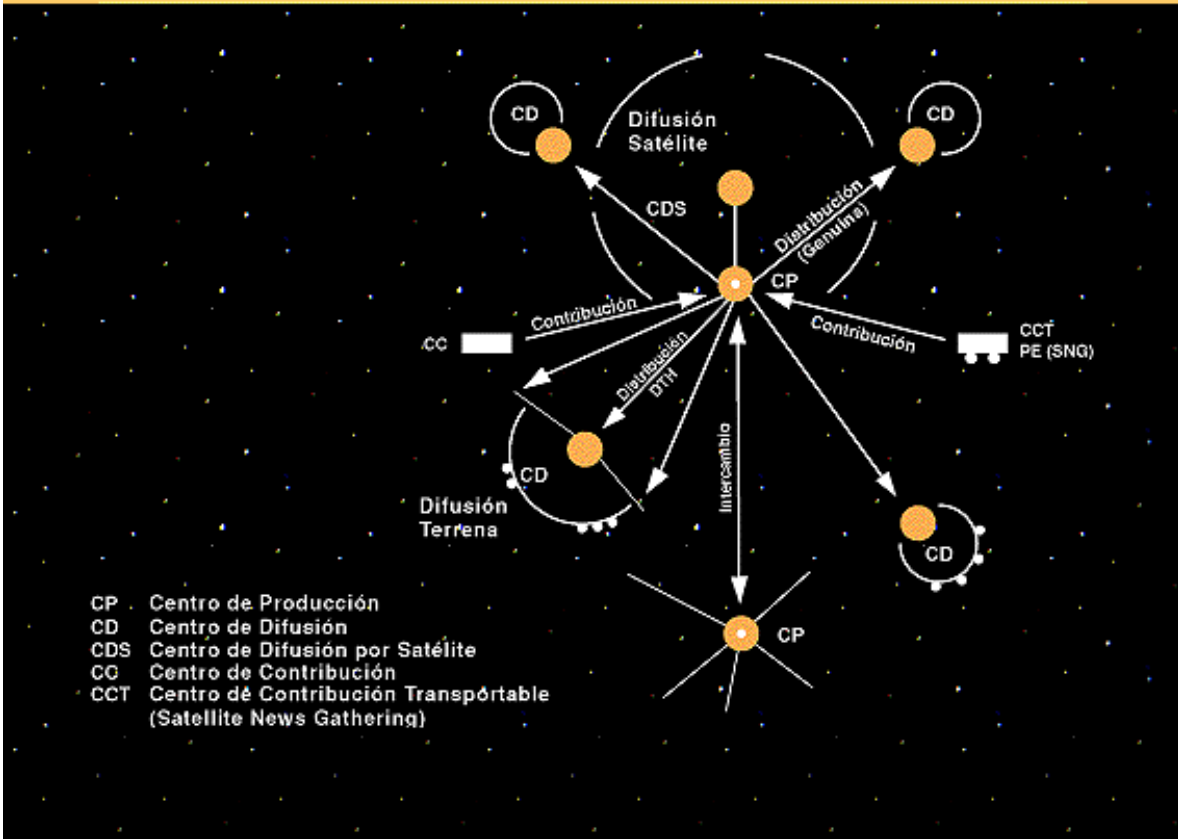 CD
CD
Difusión
Satélite
CDS
Distribución
(Genuina)
CP
Contribución
CC
Contribución
CCT
PE (SNG)
Distribución
DTH
Intercambio
CD
Difusión
Terrena
CD
CP
CP Centro de Producción
CD Centro de Difusión
CDS Centro de Difusión por Satélite
CC Centro de Contribución
CCT Centro de Contribución Transportable
(Satellite News Gathering)